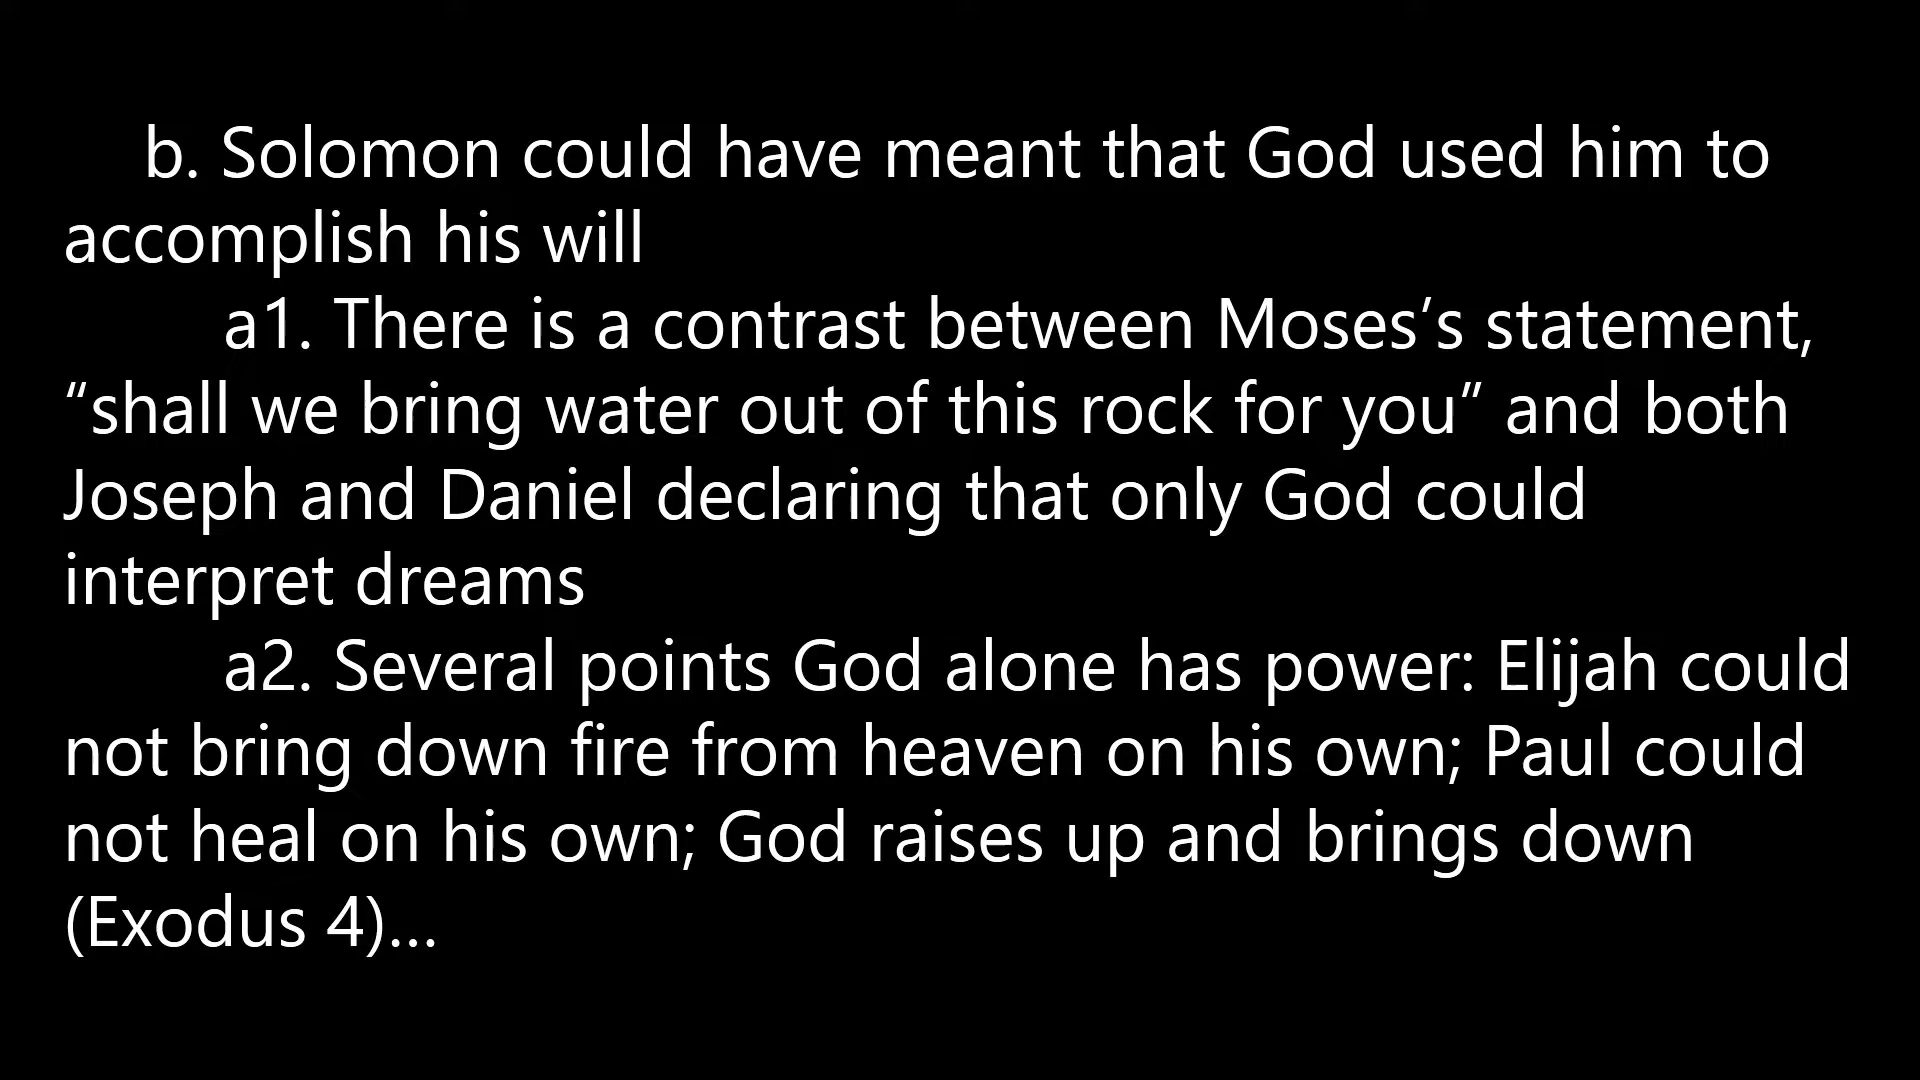 b. Solomon could have meant that God used him to
accomplish his will
a1. There is a contrast between Moses‘s statement,
“shall we bring water out of this rock for you” and both
Joseph and Daniel declaring that only God could
interpret dreams
a2. Several points God alone has power: Elijah could
not bring down fire from heaven on his own; Paul could
not heal on his own; God raises up and brings down
(Exodus 4)…